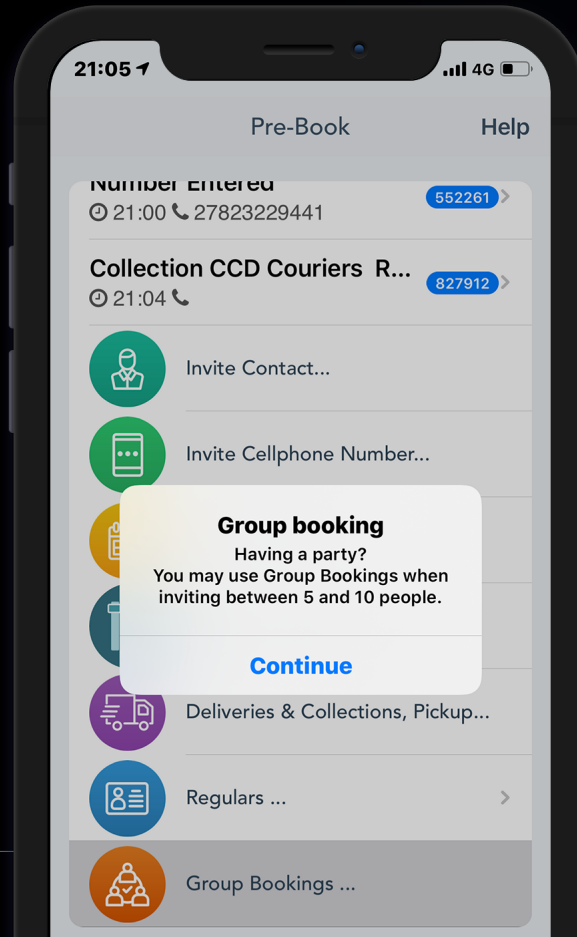 21:05
4G
Pre-Book
Help
Number Entered
552261
21:00 27823229441
Collection CCD Couriers R...
827912
21:04
Invite Contact...
Invite Cellphone Number...
Group booking
Having a party?
You may use Group Bookings when
inviting between 5 and 10 people.
Continue
Deliveries & Collections, Pickup...
Regulars ...
Group Bookings ...